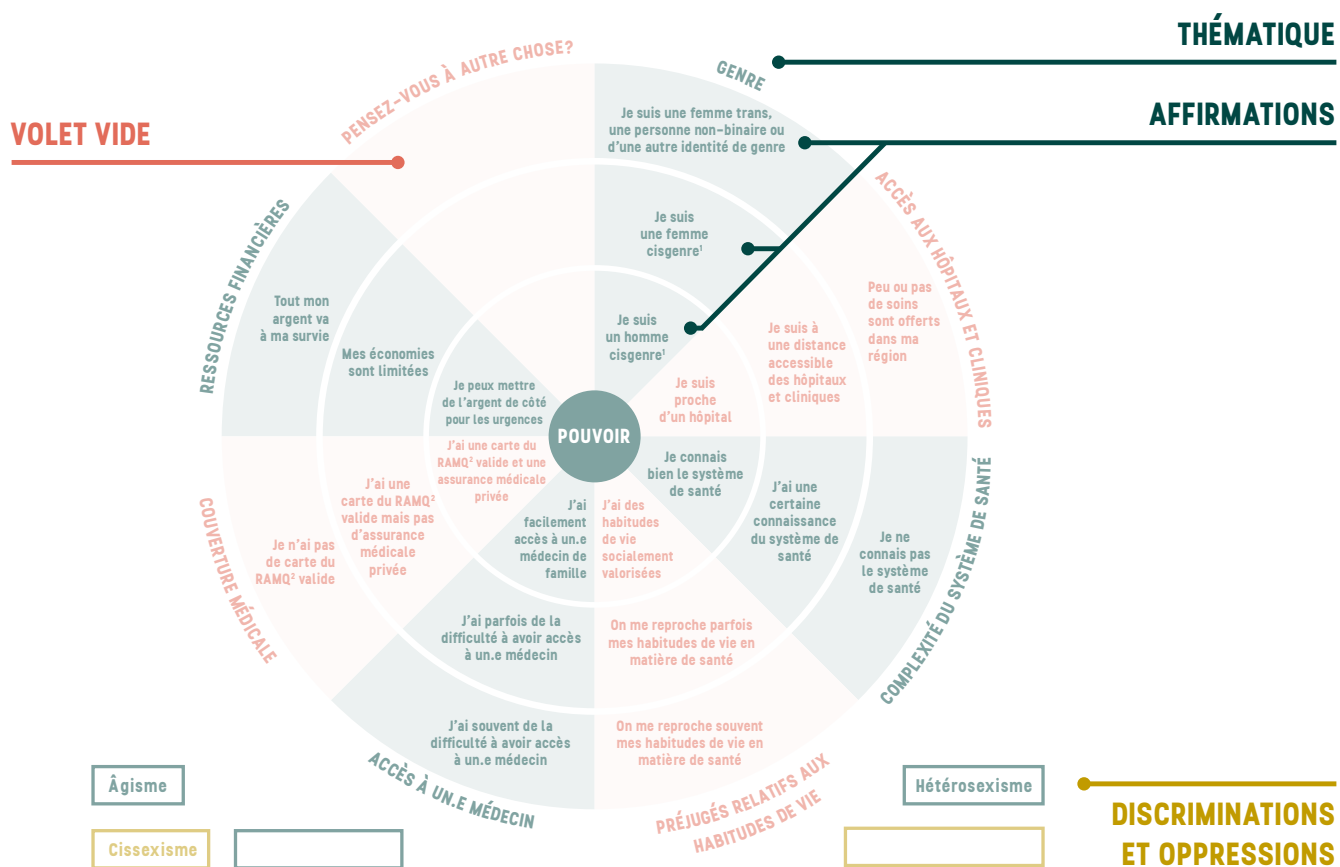 THÉMATIQUE
AFFIRMATIONS
VOLET VIDE
PENSEZ-VOUS À AUTRE CHOSE?
GENRE
Je suis une femme trans,
une personne non-binaire ou
d'une autre identité de genre
Je suis
une femme
cisgenre¹
Je suis
un homme
cisgenre¹
ACCÈS AUX HÔPITAUX ET CLINIQUES
Peu ou pas
de soins
sont offerts
dans ma
région
Je suis à
une distance
accessible
des hôpitaux
et cliniques
Je suis
proche
d'un hôpital
RESSOURCES FINANCIÈRES
Tout mon
argent va
à ma survie
Mes économies
sont limitées
Je peux mettre
de l'argent de côté
pour les urgences
POUVOIR
J'ai une carte du
RAMQ² valide et une
assurance médicale
privée
J'ai une
carte du RAMQ²
valide mais pas
d'assurance
médicale
privée
Je n'ai pas
de carte du
RAMQ² valide
COUVERTURE MÉDICALE
Je connais
bien le système
de santé
J'ai une
certaine
connaissance
du système de
santé
Je ne
connais pas
le système
de santé
COMPLEXITÉ DU SYSTÈME DE SANTÉ
J'ai
facilement
accès à un.e
médecin de
famille
J'ai parfois de la
difficulté à avoir accès
à un.e médecin
J'ai souvent de la
difficulté à avoir accès
à un.e médecin
ACCÈS À UN.E MÉDECIN
J'ai des
habitudes
de vie
socialement
valorisées
On me reproche parfois
mes habitudes de vie en
matière de santé
On me reproche souvent
mes habitudes de vie en
matière de santé
PRÉJUGÉS RELATIFS AUX
HABITUDES DE VIE
Âgisme
Cissexisme
Hétérosexisme
DISCRIMINATIONS
ET OPPRESSIONS